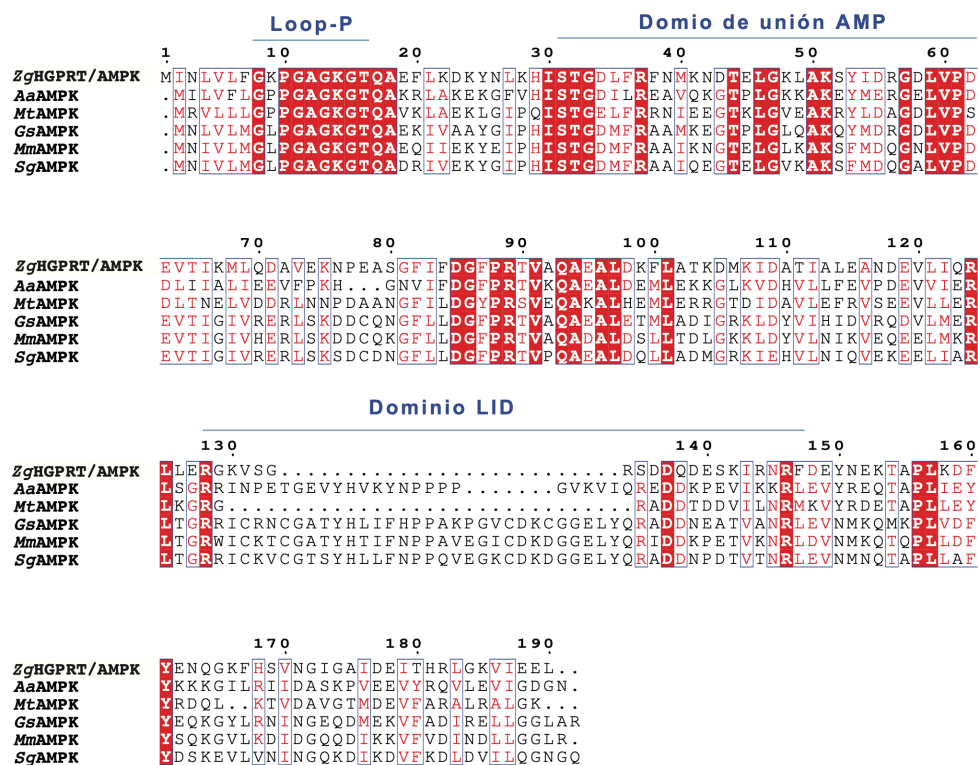 Loop-P Domio de unión AMP
1 10 20 30 40 50 60
ZgHGPRT/AMPK MINLVLFGKPGAGKGTQAEFLKDKYNLKHISTGDLFRFNMKNDTELGKLAKSYIDRGDLVPD
AaAMPK .MILVFLGPPGAGKGTQAKRLAKEKGFVHISTGDILREAVQKGTPLGKKAKEYMERGELVPD
MtAMPK .MRVLLLGPPGAGKGTQAVKLAEKLGIPQISTGELFRRNIEEGTKLGVEAKRYLDAGDLVPS
GsAMPK .MNLVLMGLPGAGKGTQAEKIVAAYGIPHISTGDMFRAAMKEGTPLGLQAKQYMDRGDLVPD
MmAMPK .MNIVLMGLPGAGKGTQAEQIIEKYEIPHISTGDMFRAAIKNGTELGLKAKSFMDQGNLVPD
SgAMPK .MNIVLMGLPGAGKGTQADRIVEKYGTPHISTGDMFRAAIQEGTELGVKAKSFMDQGALVPD
70 80 90 100 110 120
ZgHGPRT/AMPK EVTIKMLQDAVEKNPEASGFIFDGFPRTVAQAEALDKFLATKDMKIDATIALEANDEVLIQR
AaAMPK DLIIALIEEVFPKH...GNVIFDGFPRTVKQAEALDEMLEKKGLKVDHVLLFEVPDEVVIER
MtAMPK DLTNELVDDRLNNPDAANGFILDGYPRSVEQAKALHEMLERRGTDIDAVLEFRVSEEVLLER
GsAMPK EVTIGIVRERLSKDDCQNGFLLDGFPRTVAQAEALETMLADIGRKLDYVIHIDVRQDVLMER
MmAMPK EVTIGIVHERLSKDDCQKGFLLDGFPRTVAQADALDSLLTDLGKKLDYVLNIKVEQEELMKR
SgAMPK EVTIGIVRERLSKSDCDNGFLLDGFPRTVPQAEALDQLLADMGRKIEHVLNIQVEKEELIAR
Dominio LID
130 140 150 160
ZgHGPRT/AMPK LLERGKVSG...........................RSDDQDESKIRNRFDEYNEKTAPLKDF
AaAMPK LSGRRINPETGEVYHVKYNPPPP.......GVKVIQREDDKPEVIKKRLEVYREQTAPLIEY
MtAMPK LKGRG...............................RADDTDDVILNRMKVYRDETAPLLEY
GsAMPK LTGRRICRNCGATYHLIFHPPAKPGVCDKCGGELYQRADDNEATVANRLEVNMKQMKPLVDF
MmAMPK LTGRWICKTCGATYHTIFNPPAVEGICDKDGGELYQRIDDKPETVKNRLDVNMKQTQPLLDF
SgAMPK LTGRRICKVCGTSYHLLFNPPQVEGKCDKDGGELYQRADDNPDTVTNRLEVNMNQTAPLLAF
170 180 190
ZgHGPRT/AMPK YENQGKFHSVNGIGAIDEITHRLGKVIEEL..
AaAMPK YKKKGILRIIDASKPVEEVYRQVLEVIGDGN.
MtAMPK YRDQL..KTVDAVGTMDEVFARALRALGK...
GsAMPK YEQKGYLRNINGEQDMEKVFADIRELLGGLAR
MmAMPK YSQKGVLKDIDGQQDIKKVFVDINDLLGGLR.
SgAMPK YDSKEVLVNINGQKDIKDVFKDLDVILQGNGQ